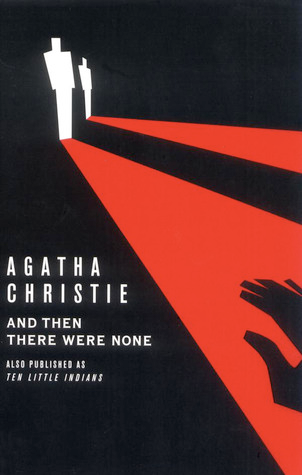 AGATHA
CHRISTIE
AND THEN
THERE WERE NONE
ALSO PUBLISHED AS
TEN LITTLE INDIANS